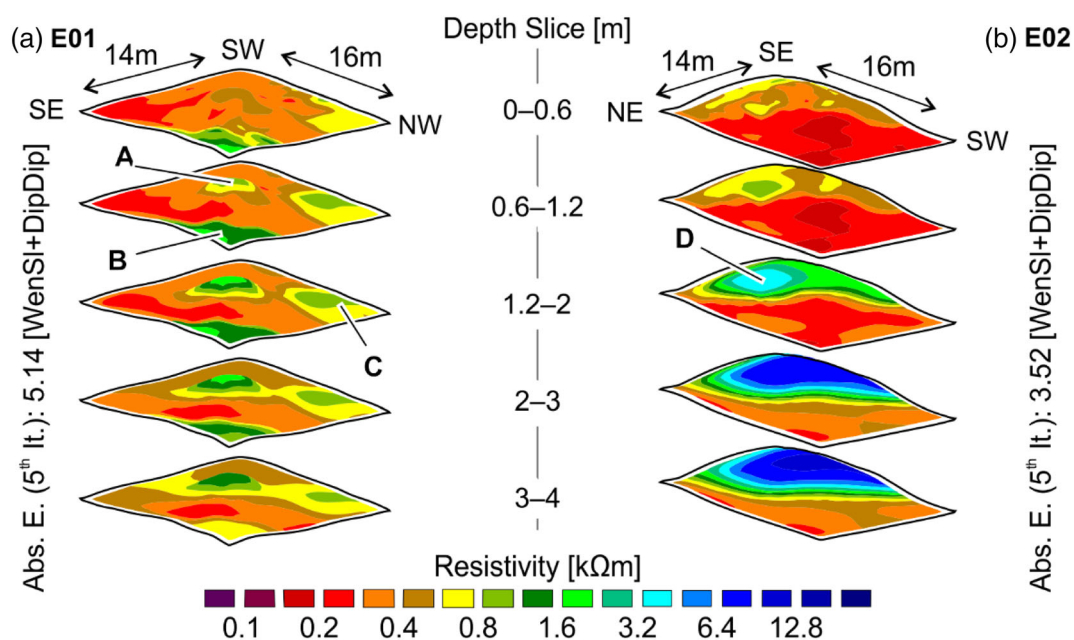 (a) E01
Depth Slice [m]
(b) E02
14m
SW
16m
SE
NW
14m
SE
16m
NE
SW
0–0.6
0.6–1.2
1.2–2
2–3
3–4
A
B
C
D
Abs. E. (5th It.): 5.14 [WenSl+DipDip]
Abs. E. (5th It.): 3.52 [WenSl+DipDip]
Resistivity [kΩm]
0.1 0.2 0.4 0.8 1.6 3.2 6.4 12.8